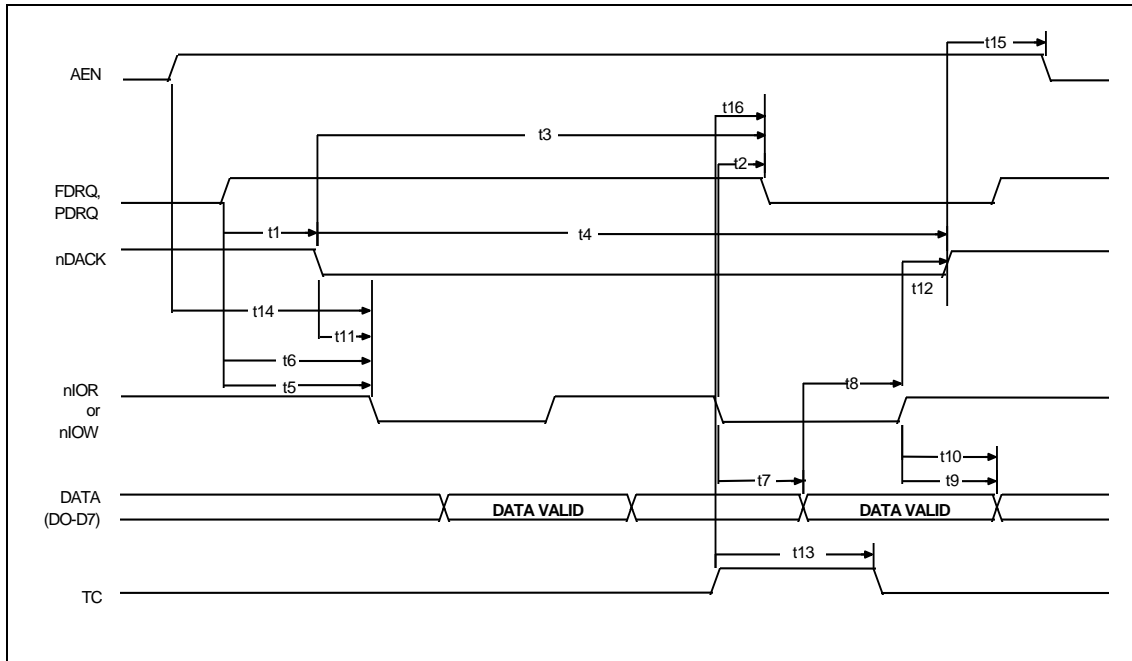 t15
AEN
t16
t3
t2
FDRQ,
PDRQ
t1
t4
nDACK
t12
t14
t11
t6
t5
t8
nIOR
or
nIOW
t10
t7
t9
DATA
(DO-D7)
DATA VALID
DATA VALID
t13
TC